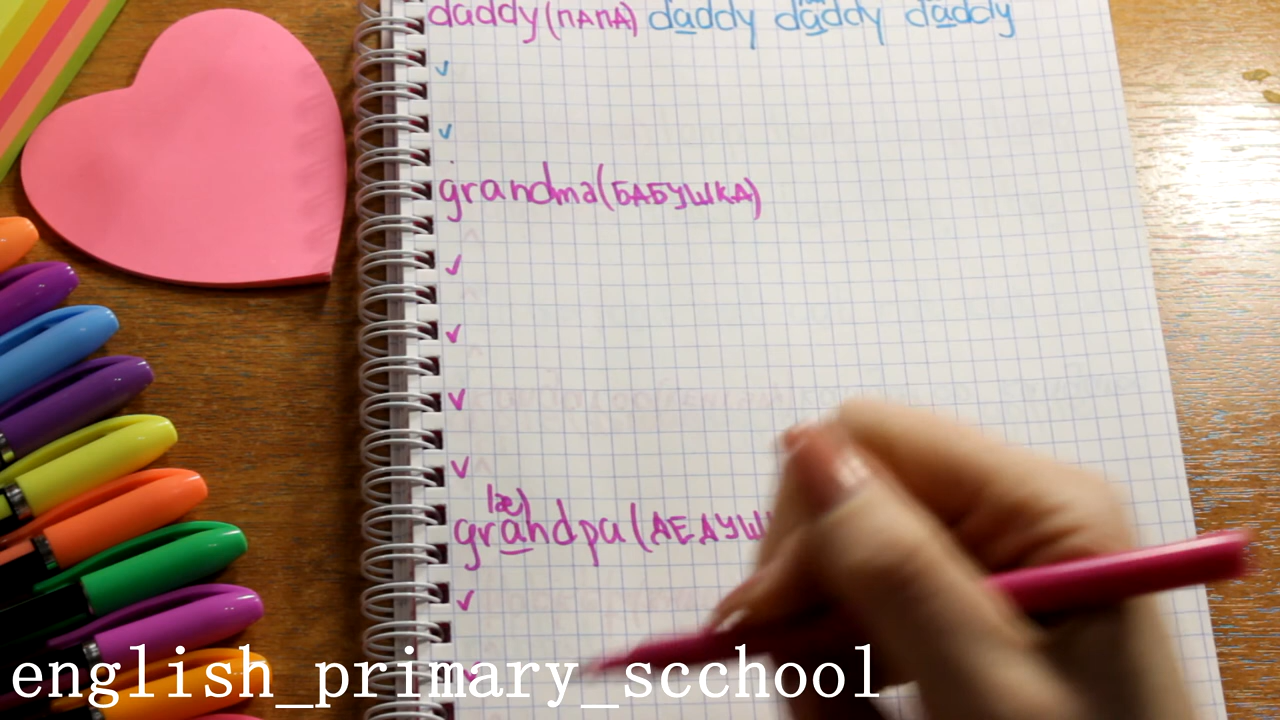 daddy (ПАПА) daddy daddy daddy
grandma (БАБУШКА)
[æ]
grandpa (ДЕДУШ
english_primary_scchool